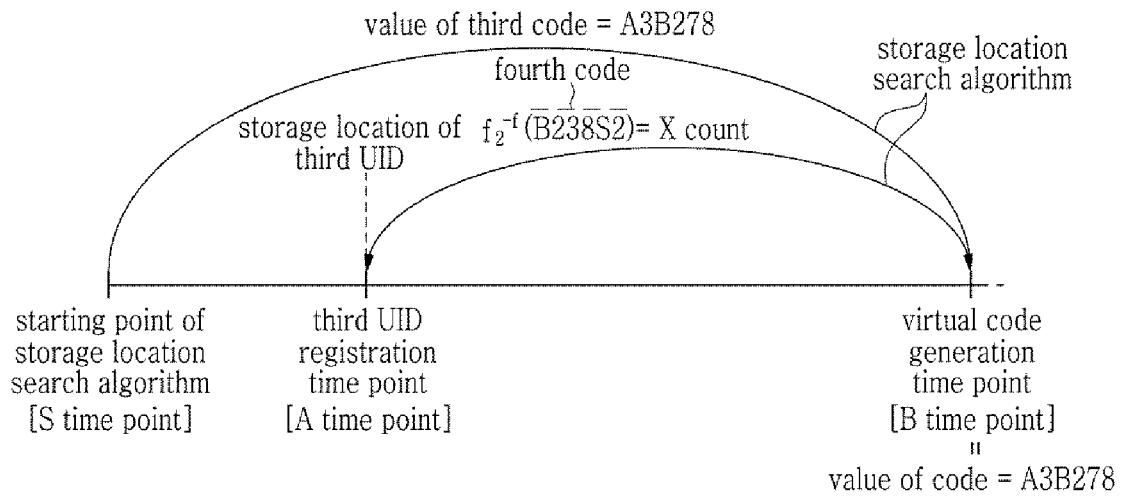 value of third code = A3B278
fourth code
storage location of
third UID
f₂⁻ᶠ(B238S2)= X count
storage location
search algorithm
starting point of
storage location
search algorithm
[S time point]
third UID
registration
time point
[A time point]
virtual code
generation
time point
[B time point]
=
value of code = A3B278